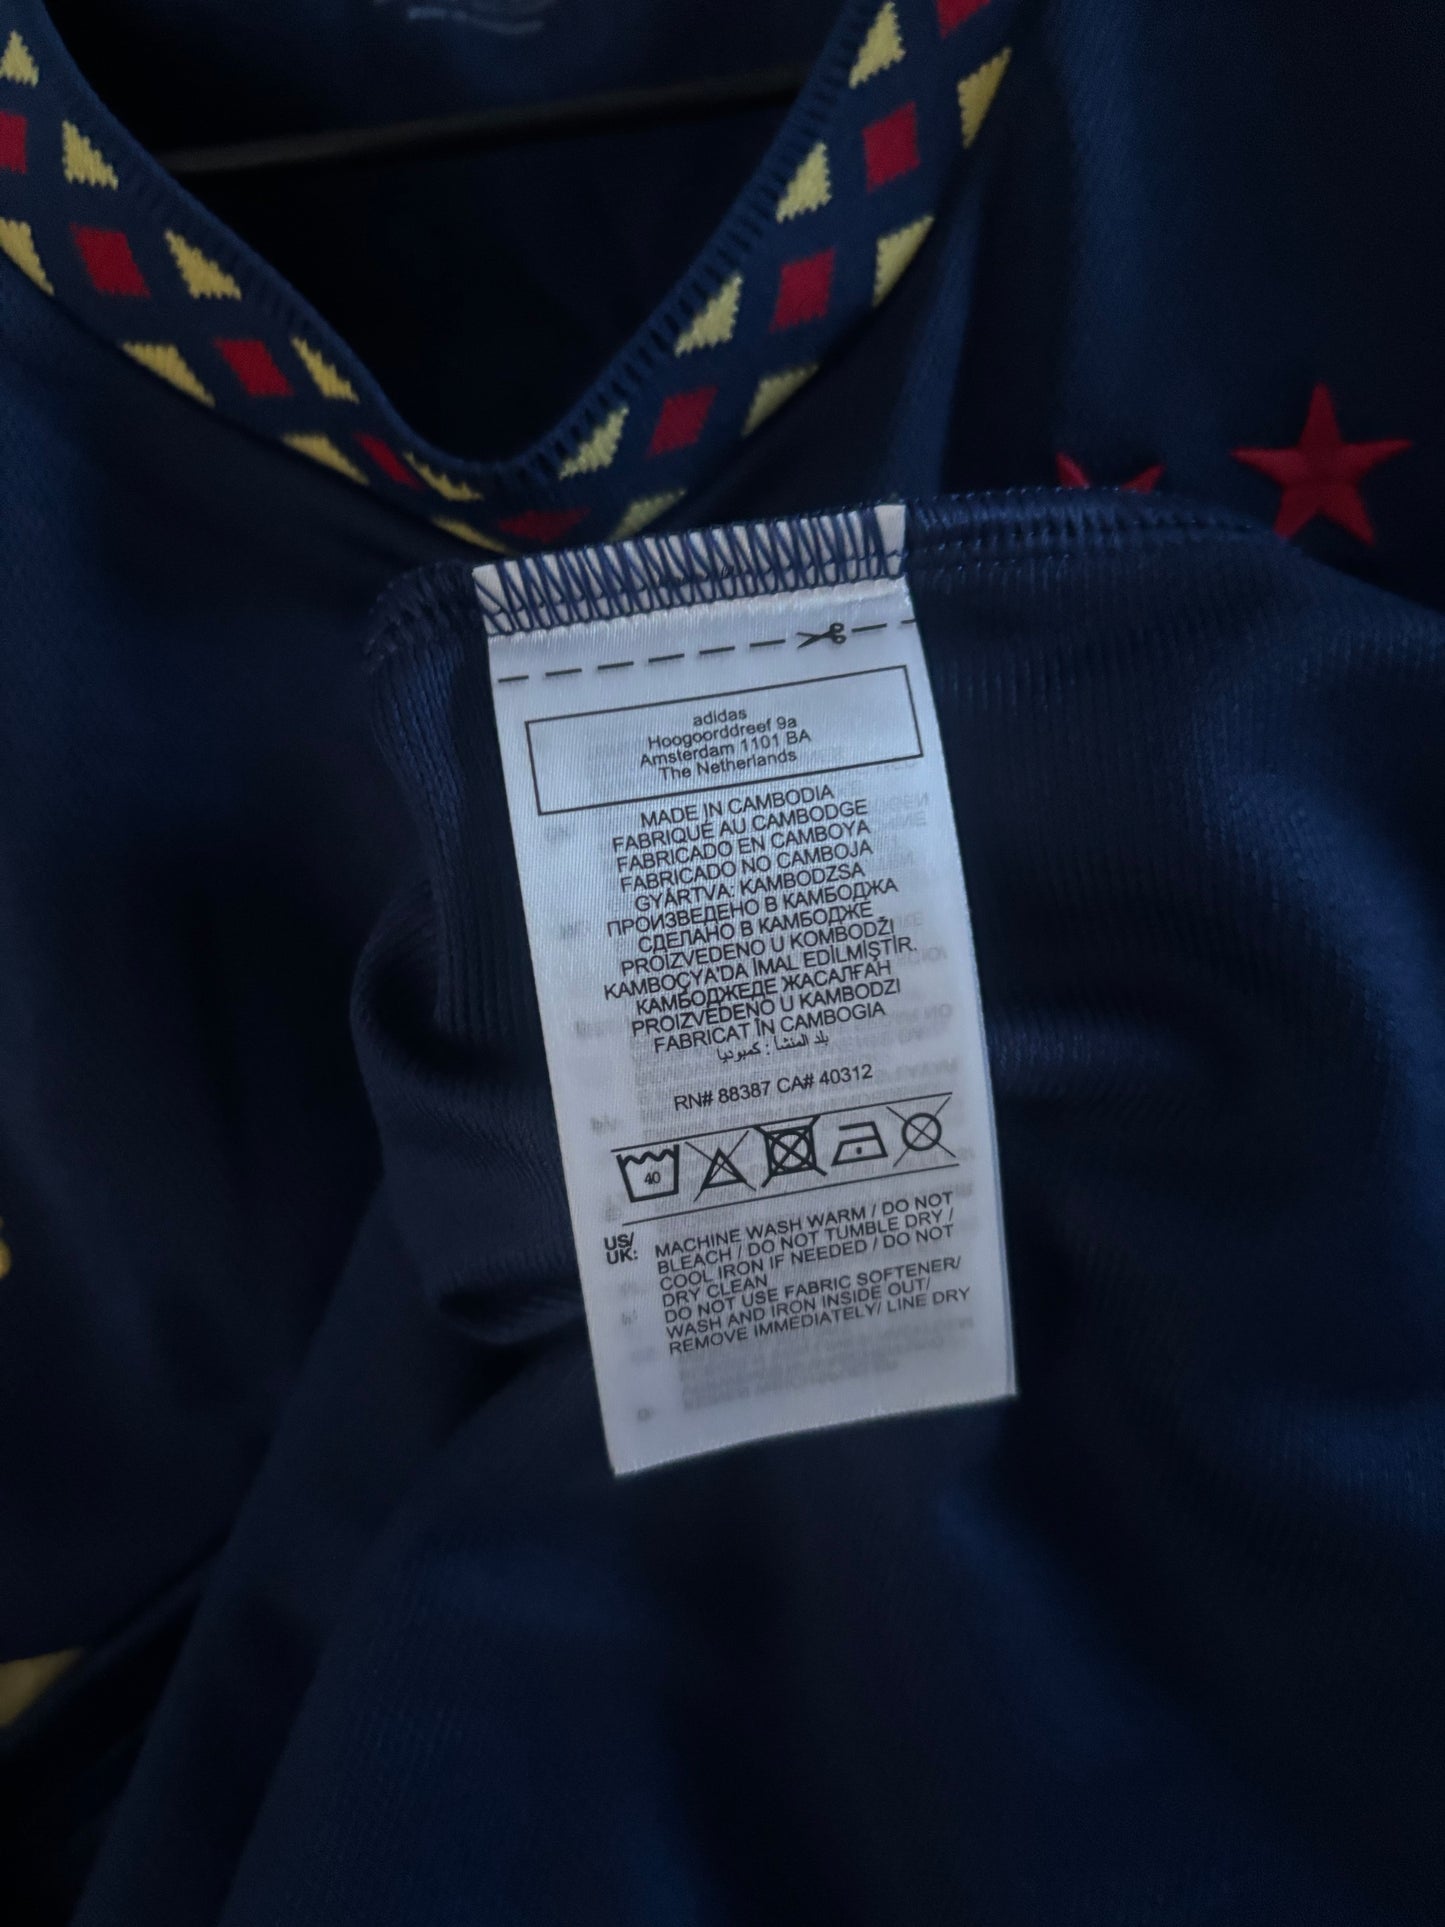 adidas
Hoogoorddreef 9a
Amsterdam 1101 BA
The Netherlands
MADE IN CAMBODIA
FABRIQUÉ AU CAMBODGE
FABRICADO EN CAMBOYA
FABRICADO NO CAMBOJA
GYÁRTVA: KAMBODZSA
ПРОИЗВЕДЕНО В КАМБОДЖА
СДЕЛАНО В КАМБОДЖЕ
PROIZVEDENO U KOMBODŽI
KAMBOÇYA'DA İMAL EDİLMİŞTİR.
КАМБОДЖЕДЕ ЖАСАЛҒАН
PROIZVEDENO U KAMBODZI
FABRICAT ÎN CAMBOGIA
بلد المنشأ : كمبوديا
RN# 88387 CA# 40312
40
US/
UK:
MACHINE WASH WARM / DO NOT
BLEACH / DO NOT TUMBLE DRY /
COOL IRON IF NEEDED / DO NOT
DRY CLEAN
DO NOT USE FABRIC SOFTENER/
WASH AND IRON INSIDE OUT/
REMOVE IMMEDIATELY/ LINE DRY